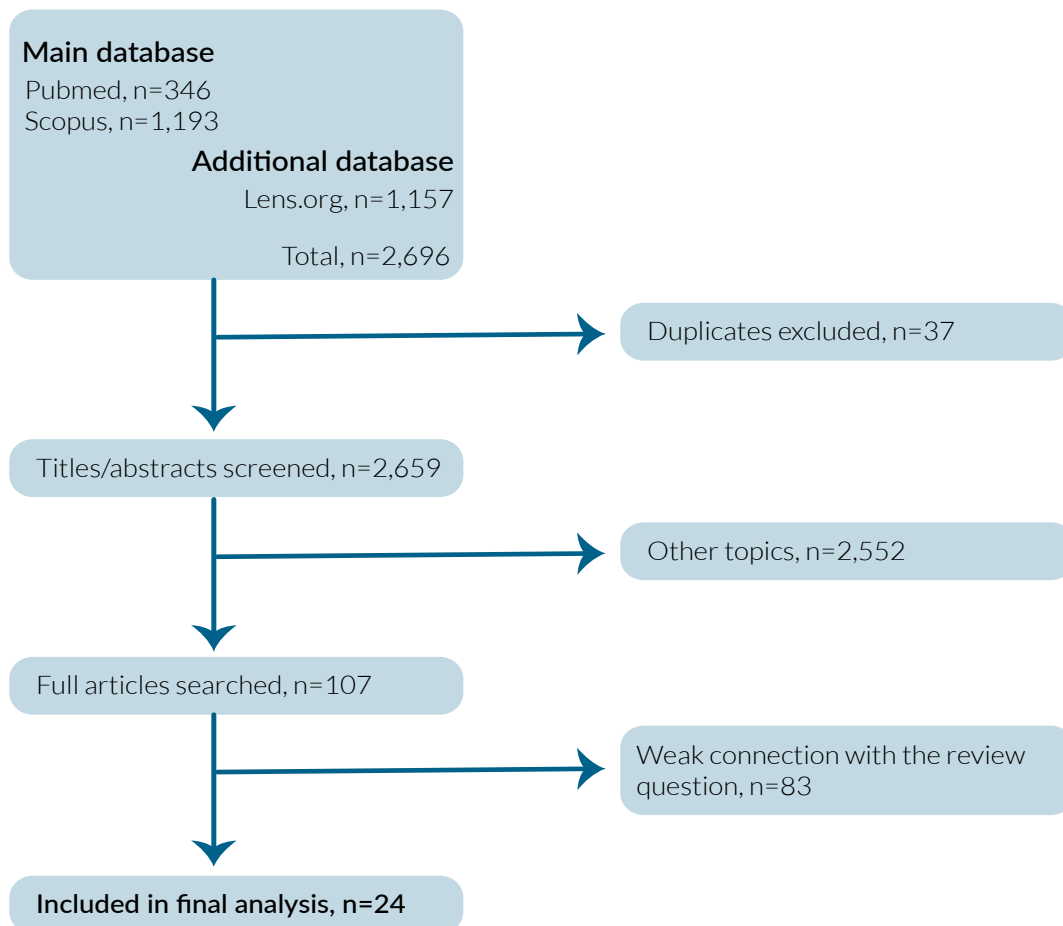 Main database
Pubmed, n=346
Scopus, n=1,193
Additional database
Lens.org, n=1,157
Total, n=2,696
Duplicates excluded, n=37
Titles/abstracts screened, n=2,659
Other topics, n=2,552
Full articles searched, n=107
Weak connection with the review
question, n=83
Included in final analysis, n=24